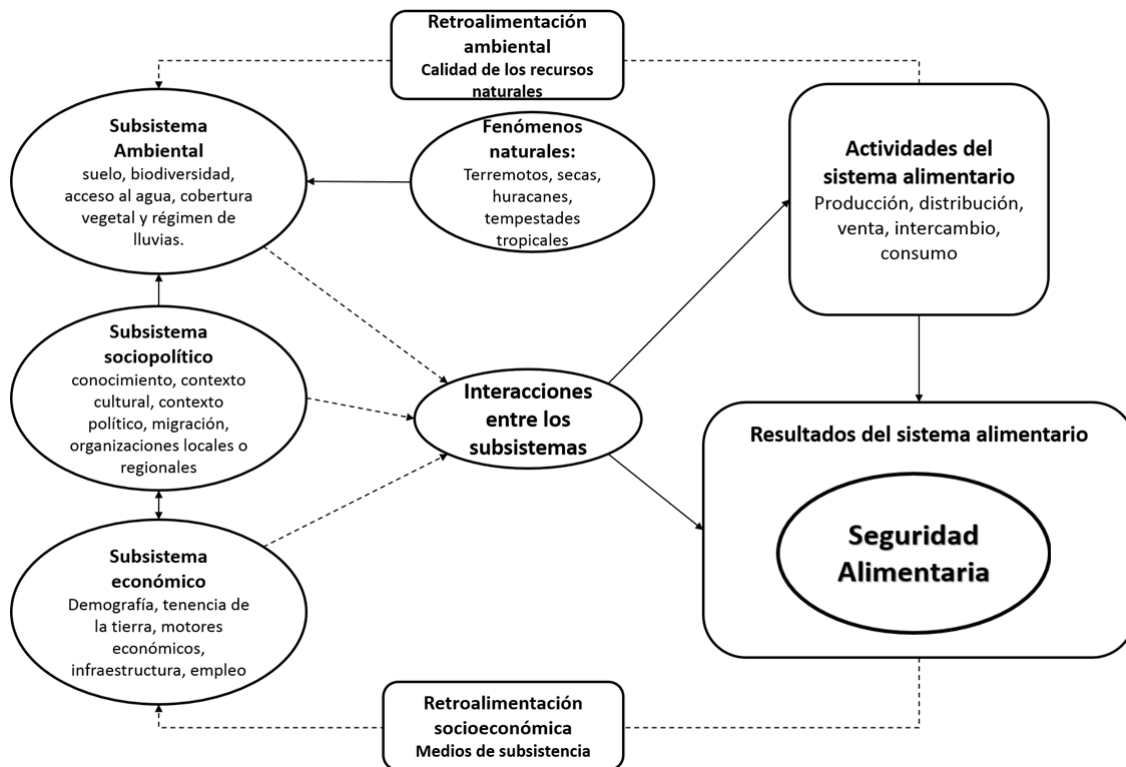 Retroalimentación
ambiental
Calidad de los recursos
naturales
Subsistema
Ambiental
suelo, biodiversidad,
acceso al agua, cobertura
vegetal y régimen de
lluvias.
Fenómenos
naturales:
Terremotos, secas,
huracanes,
tempestades
tropicales
Actividades del
sistema alimentario
Producción, distribución,
venta, intercambio,
consumo
Subsistema
sociopolítico
conocimiento, contexto
cultural, contexto
político, migración,
organizaciones locales o
regionales
Interacciones
entre los
subsistemas
Resultados del sistema alimentario
Seguridad
Alimentaria
Subsistema
económico
Demografía, tenencia de
la tierra, motores
económicos,
infraestructura, empleo
Retroalimentación
socioeconómica
Medios de subsistencia